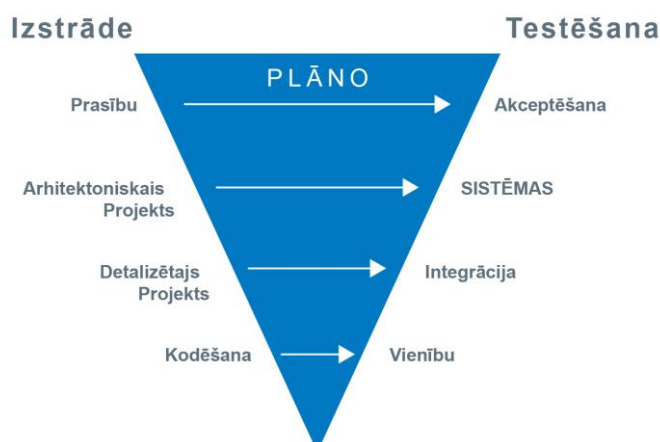 Izstrāde
Testēšana
PLĀNO
Prasību
Akceptēšana
Arhitektoniskais
Projekts
SISTĒMAS
Detalizētajs
Projekts
Integrācija
Kodēšana
Vienību